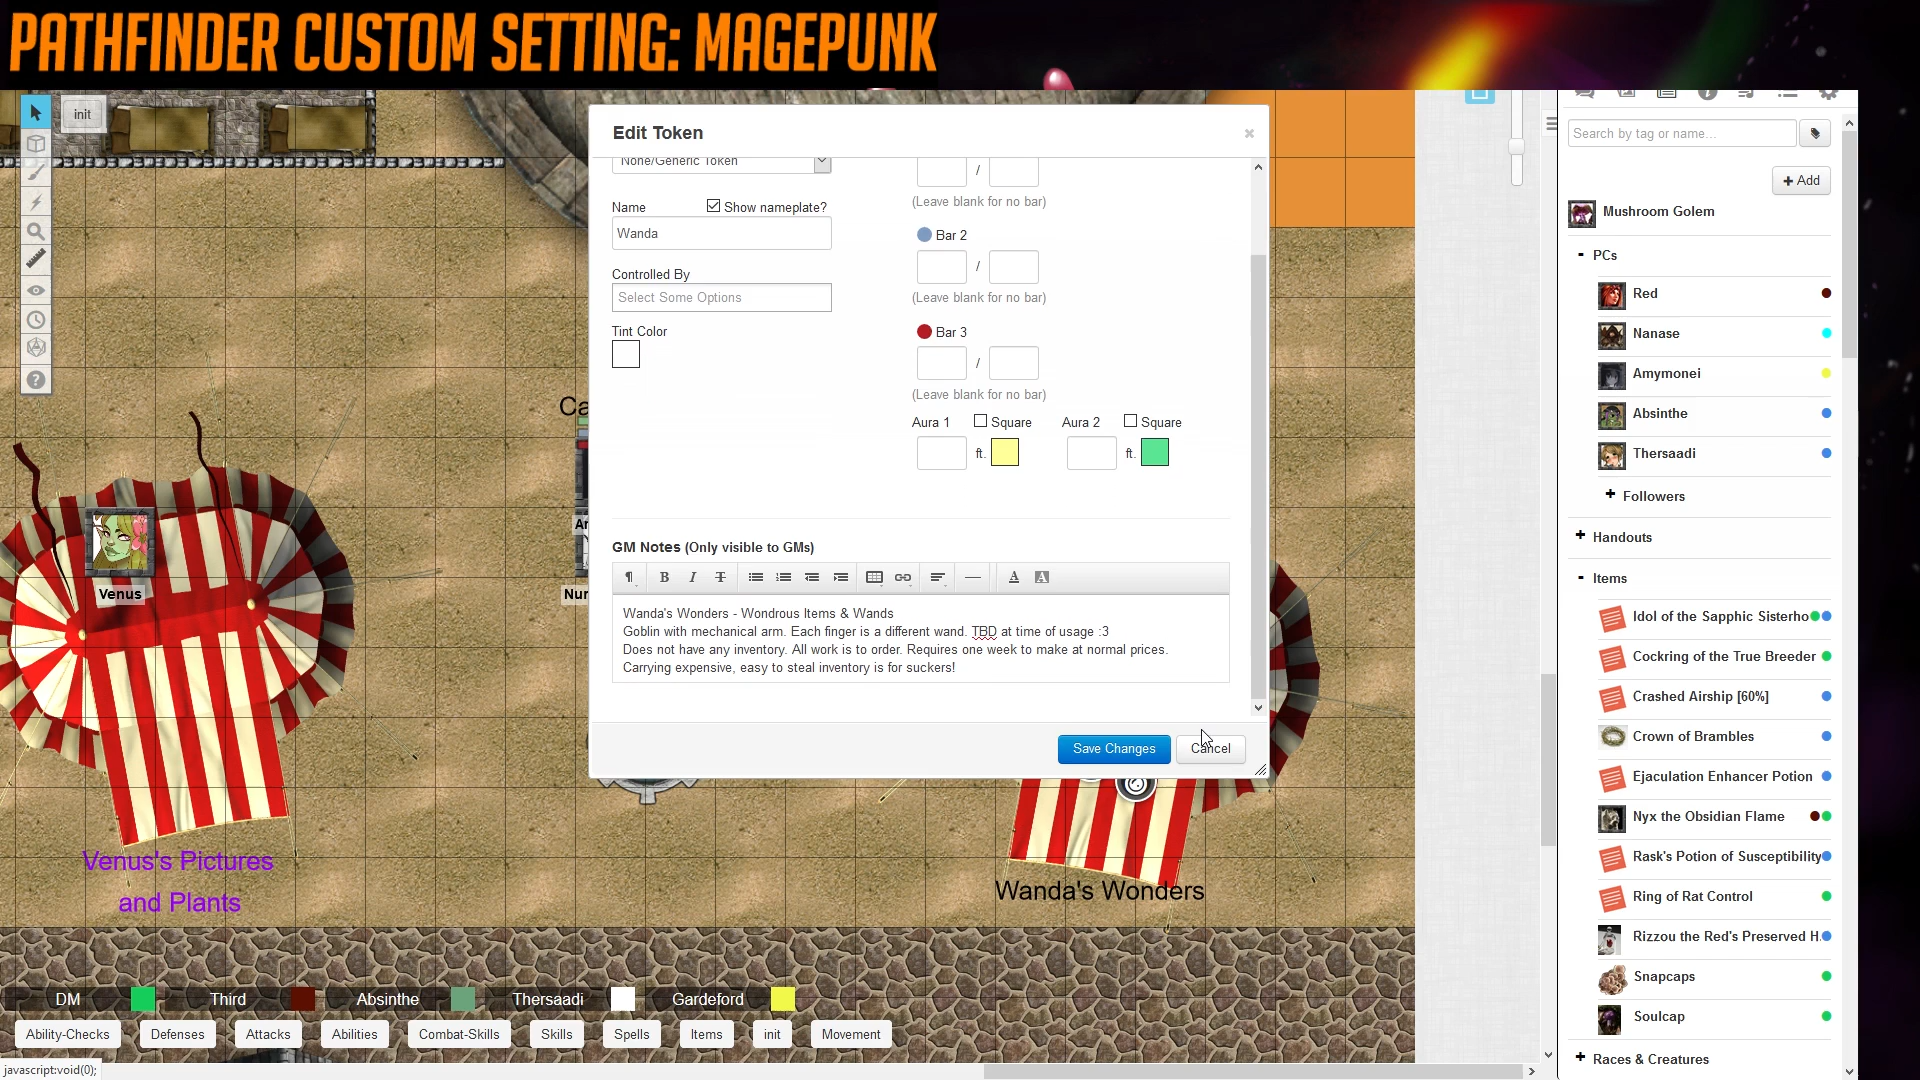 PATHFINDER CUSTOM SETTING: MAGEPUNK
init
Edit Token
×
None/Generic Token
Name
Show nameplate?
Wanda
Controlled By
Select Some Options
Tint Color
/
(Leave blank for no bar)
Bar 2
/
(Leave blank for no bar)
Bar 3
/
(Leave blank for no bar)
Aura 1
Square
Aura 2
Square
ft.
ft.
GM Notes (Only visible to GMs)
Wanda's Wonders - Wondrous Items & Wands
Goblin with mechanical arm. Each finger is a different wand. TBD at time of usage :3
Does not have any inventory. All work is to order. Requires one week to make at normal prices.
Carrying expensive, easy to steal inventory is for suckers!
Save Changes
Cancel
Ca
Ar
Nur
Venus
Venus's Pictures
and Plants
Wanda's Wonders
DM
Third
Absinthe
Thersaadi
Gardeford
Ability-Checks
Defenses
Attacks
Abilities
Combat-Skills
Skills
Spells
Items
init
Movement
javascript:void(0);
Search by tag or name...
+ Add
Mushroom Golem
- PCs
Red
Nanase
Amymonei
Absinthe
Thersaadi
+ Followers
+ Handouts
- Items
Idol of the Sapphic Sisterho
Cockring of the True Breeder
Crashed Airship [60%]
Crown of Brambles
Ejaculation Enhancer Potion
Nyx the Obsidian Flame
Rask's Potion of Susceptibility
Ring of Rat Control
Rizzou the Red's Preserved H.
Snapcaps
Soulcap
+ Races & Creatures